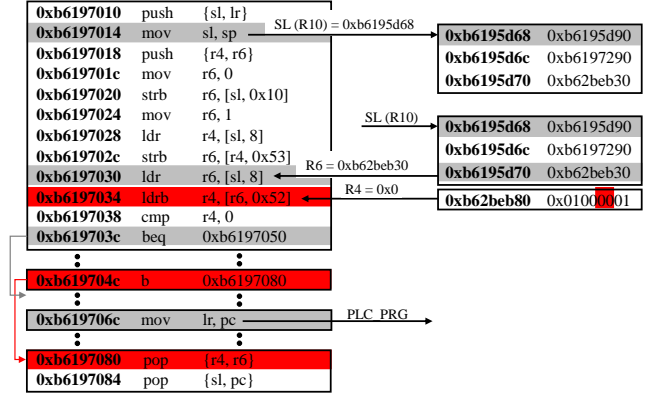 0xb6197010 push {sl, lr}
0xb6197014 mov sl, sp
0xb6197018 push {r4, r6}
0xb619701c mov r6, 0
0xb6197020 strb r6, [sl, 0x10]
0xb6197024 mov r6, 1
0xb6197028 ldr r4, [sl, 8]
0xb619702c strb r6, [r4, 0x53]
0xb6197030 ldr r6, [sl, 8]
0xb6197034 ldrb r4, [r6, 0x52]
0xb6197038 cmp r4, 0
0xb619703c beq 0xb6197050
0xb619704c b 0xb6197080
0xb619706c mov lr, pc
0xb6197080 pop {r4, r6}
0xb6197084 pop {sl, pc}
SL (R10) = 0xb6195d68
0xb6195d68 0xb6195d90
0xb6195d6c 0xb6197290
0xb6195d70 0xb62beb30
SL (R10)
0xb6195d68 0xb6195d90
0xb6195d6c 0xb6197290
0xb6195d70 0xb62beb30
R6 = 0xb62beb30
R4 = 0x0
0xb62beb80 0x01000001
PLC_PRG